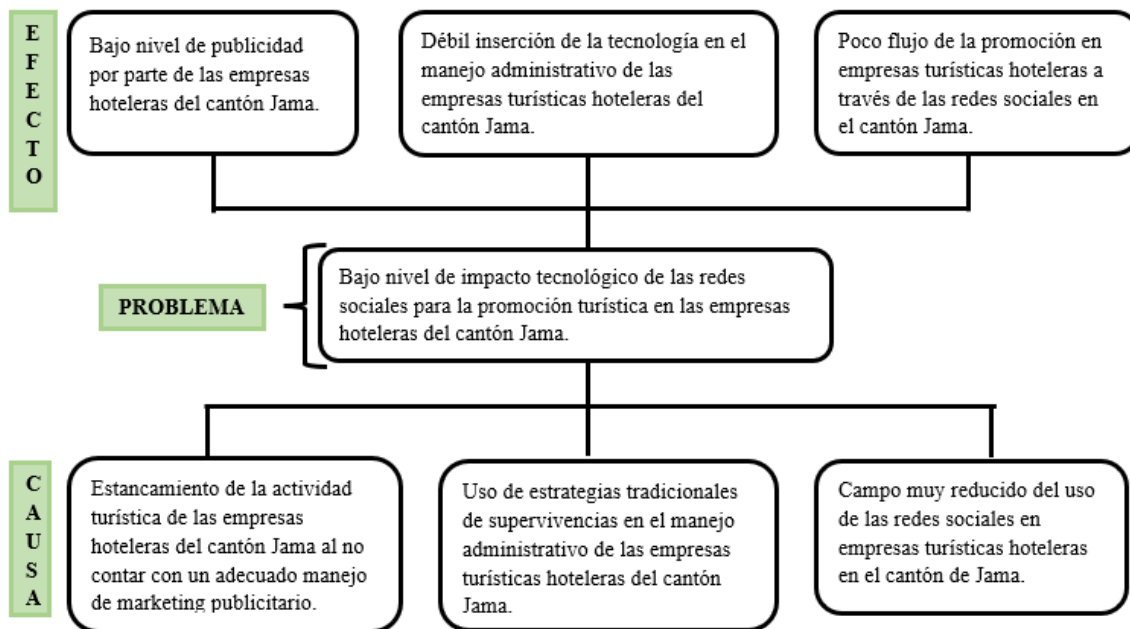 EFECTO
Bajo nivel de publicidad
por parte de las empresas
hoteleras del cantón Jama.
Débil inserción de la tecnología en el
manejo administrativo de las
empresas turísticas hoteleras del
cantón Jama.
Poco flujo de la promoción en
empresas turísticas hoteleras a
través de las redes sociales en
el cantón Jama.
PROBLEMA
Bajo nivel de impacto tecnológico de las redes
sociales para la promoción turística en las empresas
hoteleras del cantón Jama.
CAUSA
Estancamiento de la actividad
turística de las empresas
hoteleras del cantón Jama al no
contar con un adecuado manejo
de marketing publicitario.
Uso de estrategias tradicionales
de supervivencias en el manejo
administrativo de las empresas
turísticas hoteleras del cantón
Jama.
Campo muy reducido del uso
de las redes sociales en
empresas turísticas hoteleras
en el cantón de Jama.